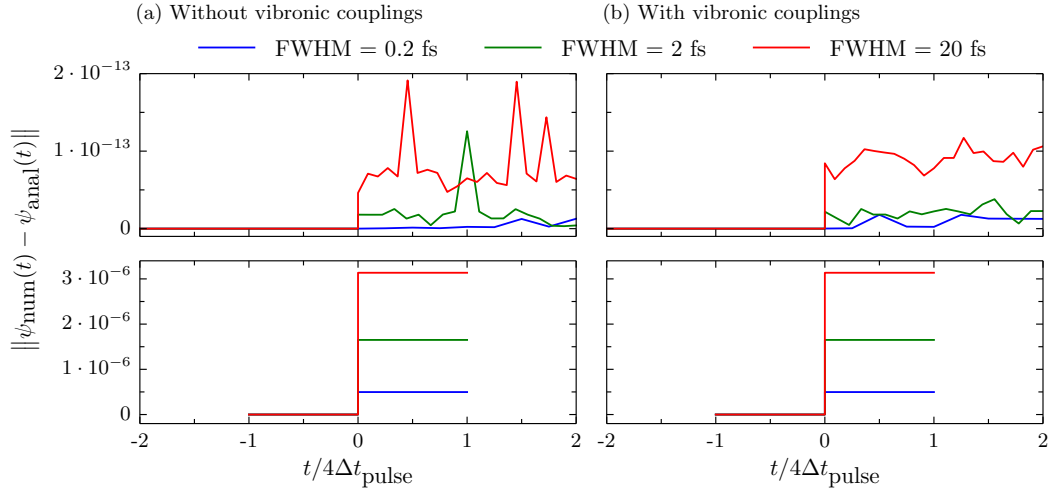 (a) Without vibronic couplings
(b) With vibronic couplings
FWHM = 0.2 fs
FWHM = 2 fs
FWHM = 20 fs
||ψnum(t) − ψanal(t)||
2 · 10⁻¹³
1 · 10⁻¹³
0
3 · 10⁻⁶
2 · 10⁻⁶
1 · 10⁻⁶
0
-2 -1 0 1 2
-2 -1 0 1 2
t/4Δtpulse
t/4Δtpulse